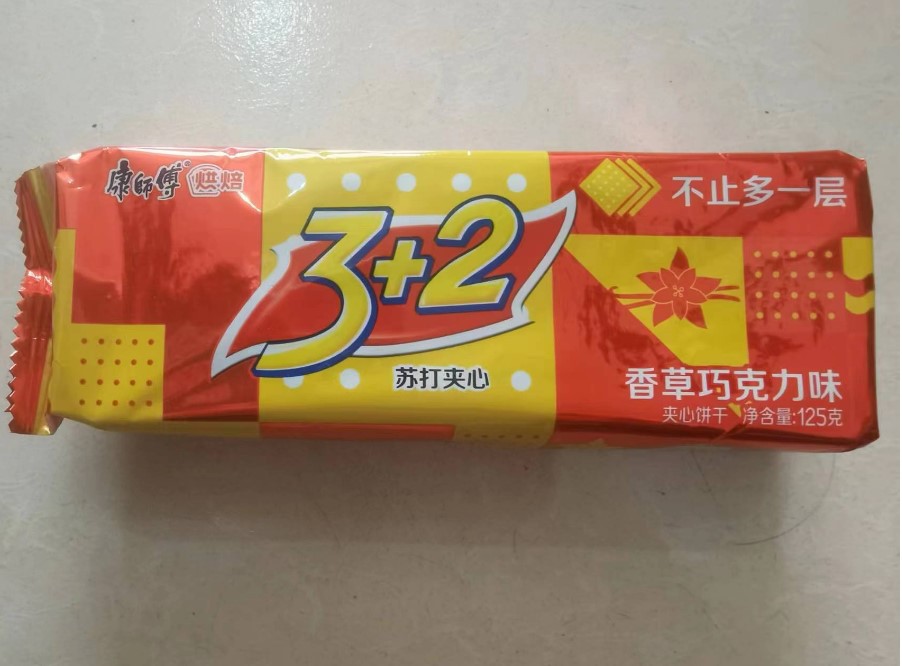 康師傅 烘焙
3+2
苏打夹心
不止多一层
香草巧克力味
夹心饼干 净含量:125克